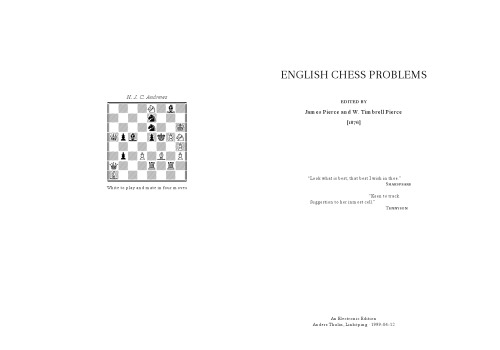 H. J. C. Andrews
White to play and mate in four moves
ENGLISH CHESS PROBLEMS
EDITED BY
James Pierce and W. Timbrell Pierce
[1876]
"Look what is best, that best I wish in thee."
SHAKESPEARE
"Keen to track
Suggestion to her inmost cell."
TENNYSON
An Electronic Edition
Anders Thulin, Linköping · 1999-06-15